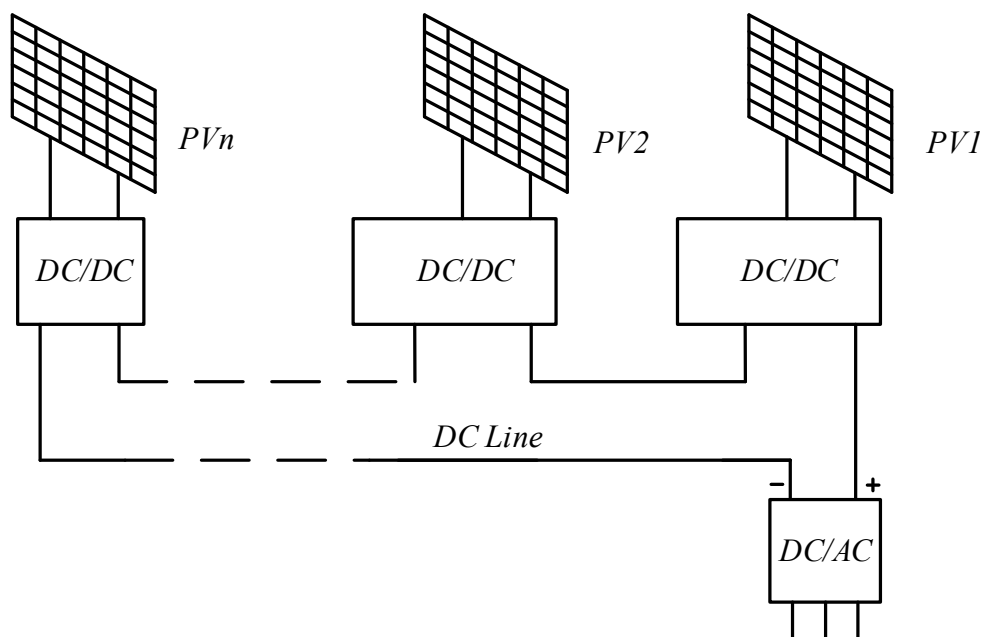 PVn
PV2
PV1
DC/DC
DC/DC
DC/DC
DC Line
− +
DC/AC